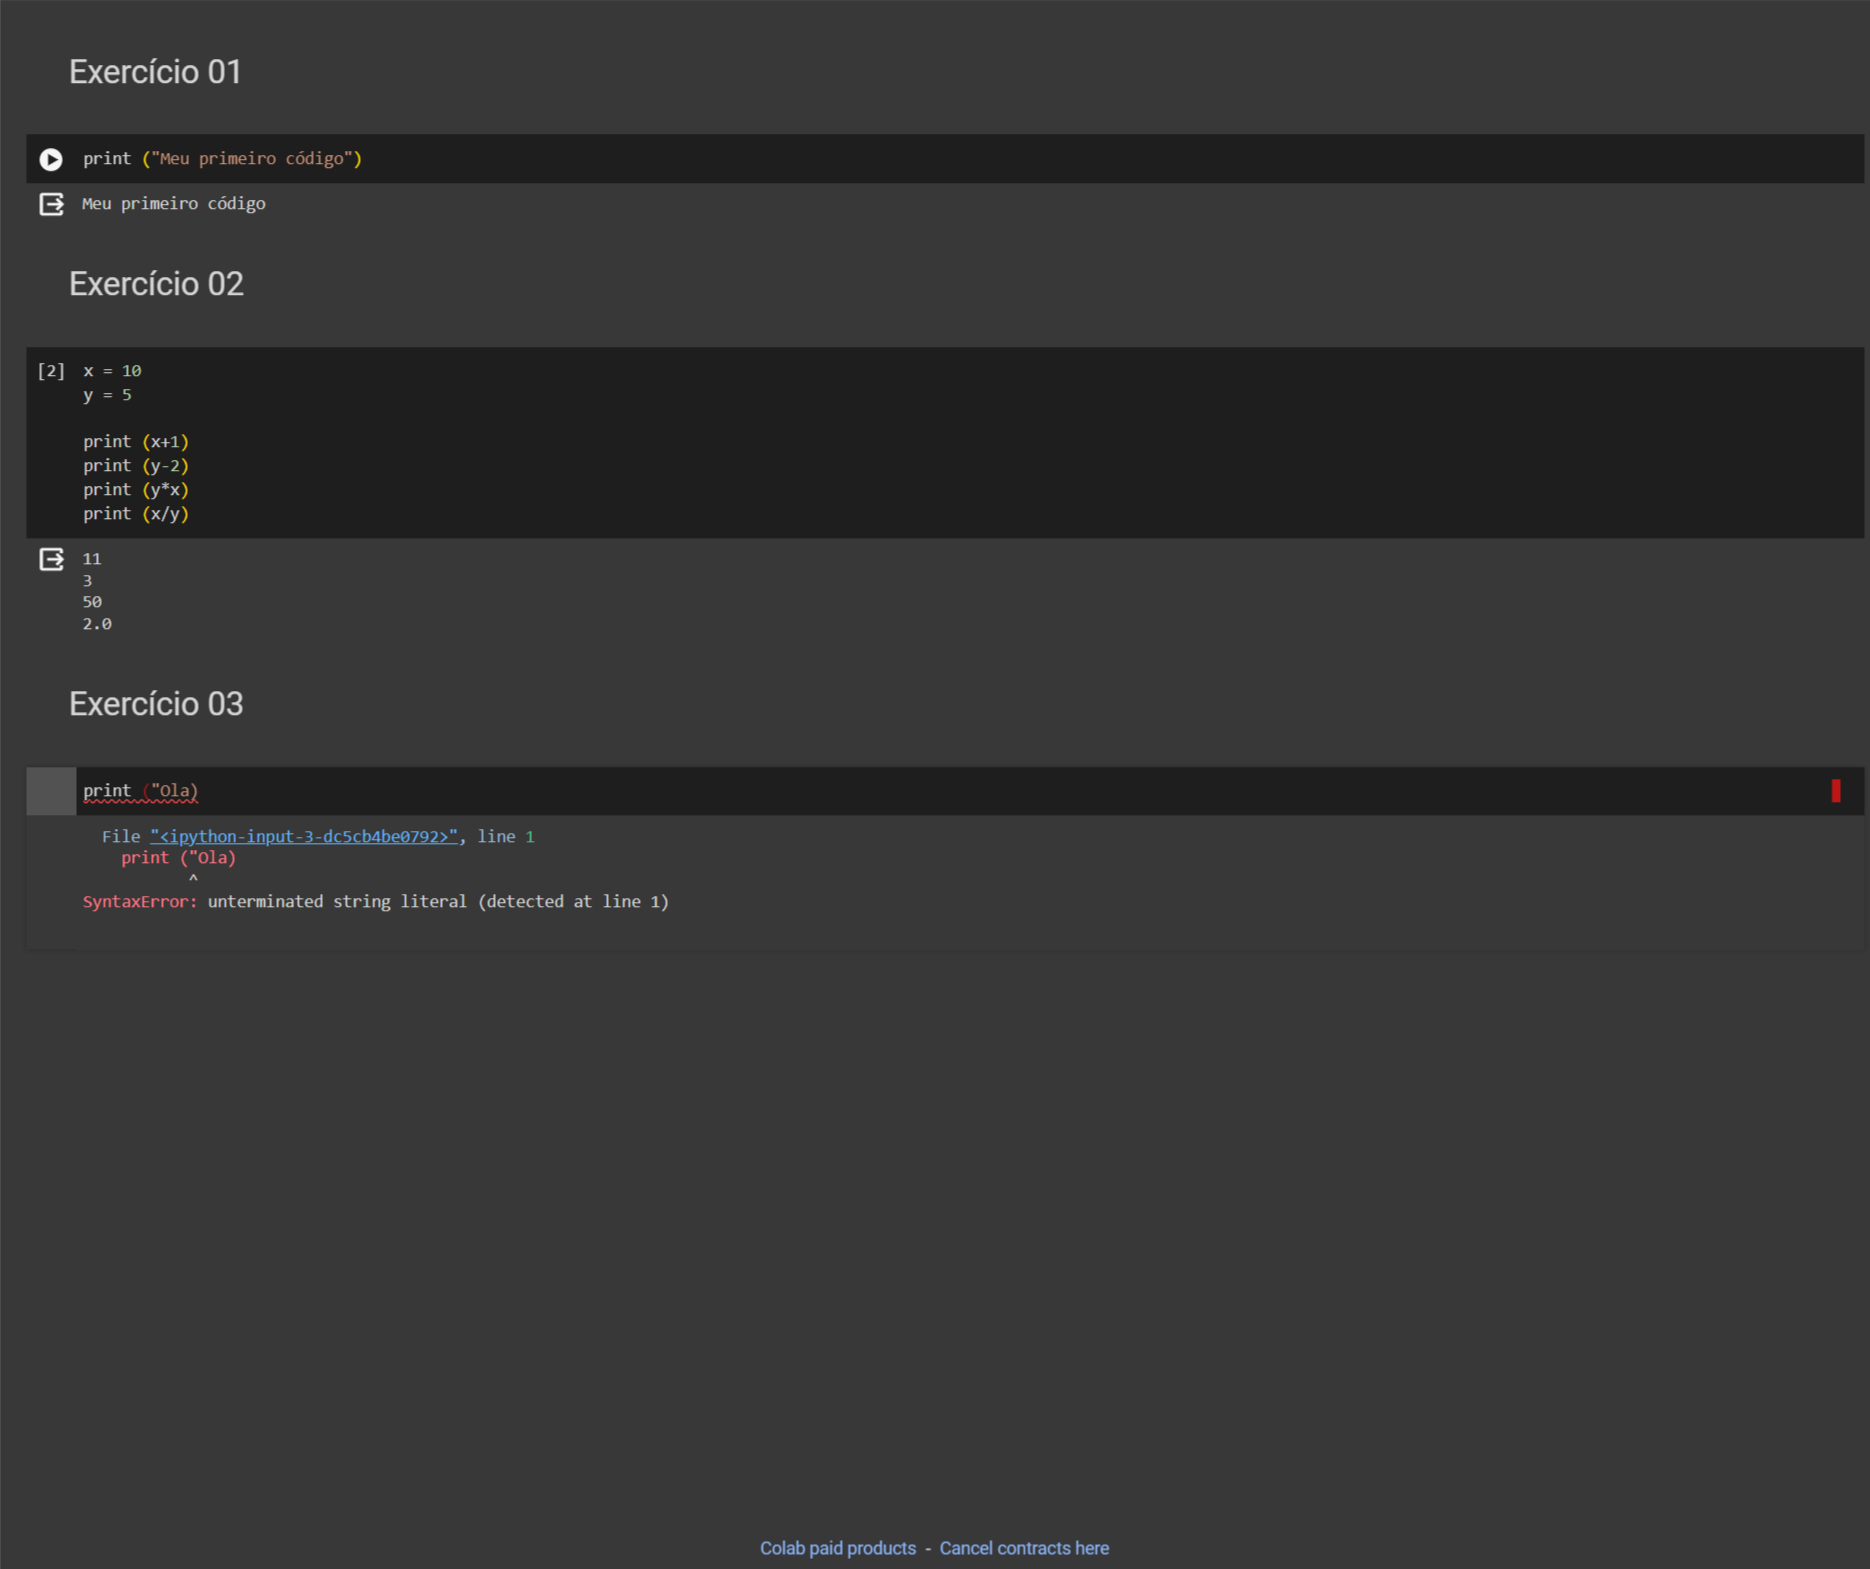 Exercício 01
print ("Meu primeiro código")
Meu primeiro código
Exercício 02
[2] x = 10
y = 5
print (x+1)
print (y-2)
print (y*x)
print (x/y)
11
3
50
2.0
Exercício 03
print ("Ola)
File "<ipython-input-3-dc5cb4be0792>", line 1
print ("Ola)
^
SyntaxError: unterminated string literal (detected at line 1)
Colab paid products - Cancel contracts here